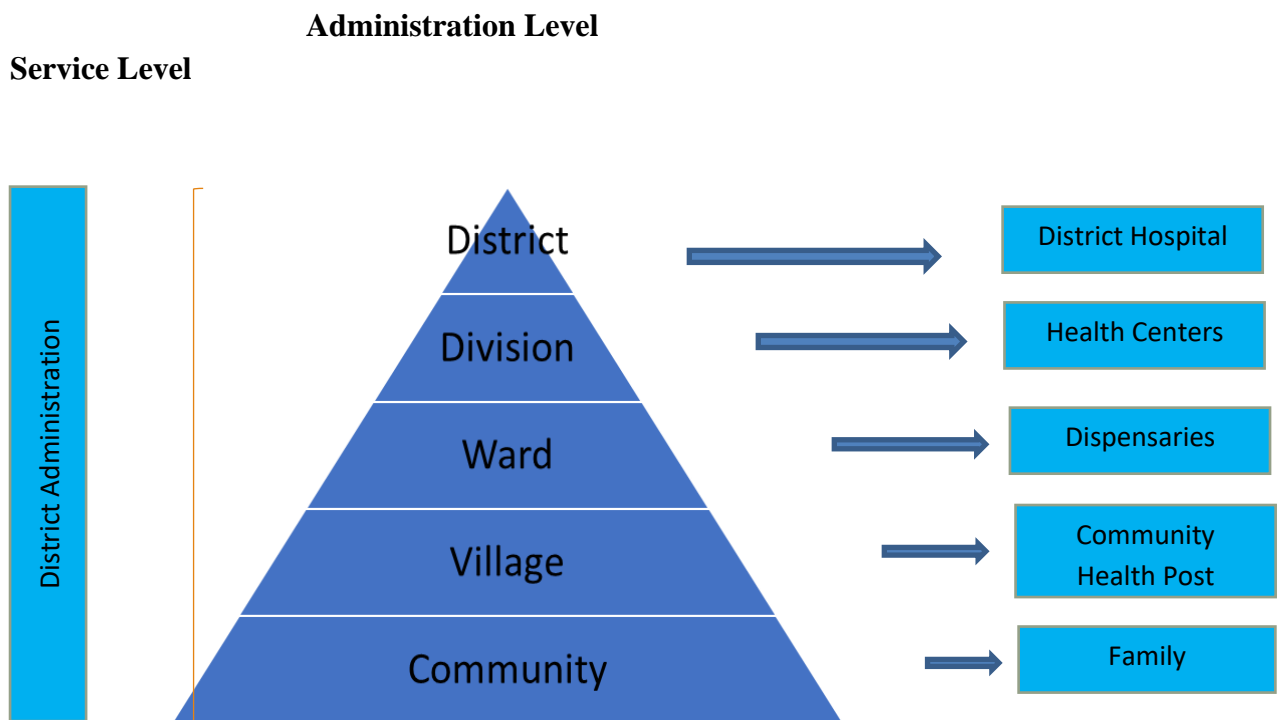 Administration Level
Service Level
District Administration
District
District Hospital
Division
Health Centers
Ward
Dispensaries
Village
Community
Health Post
Community
Family